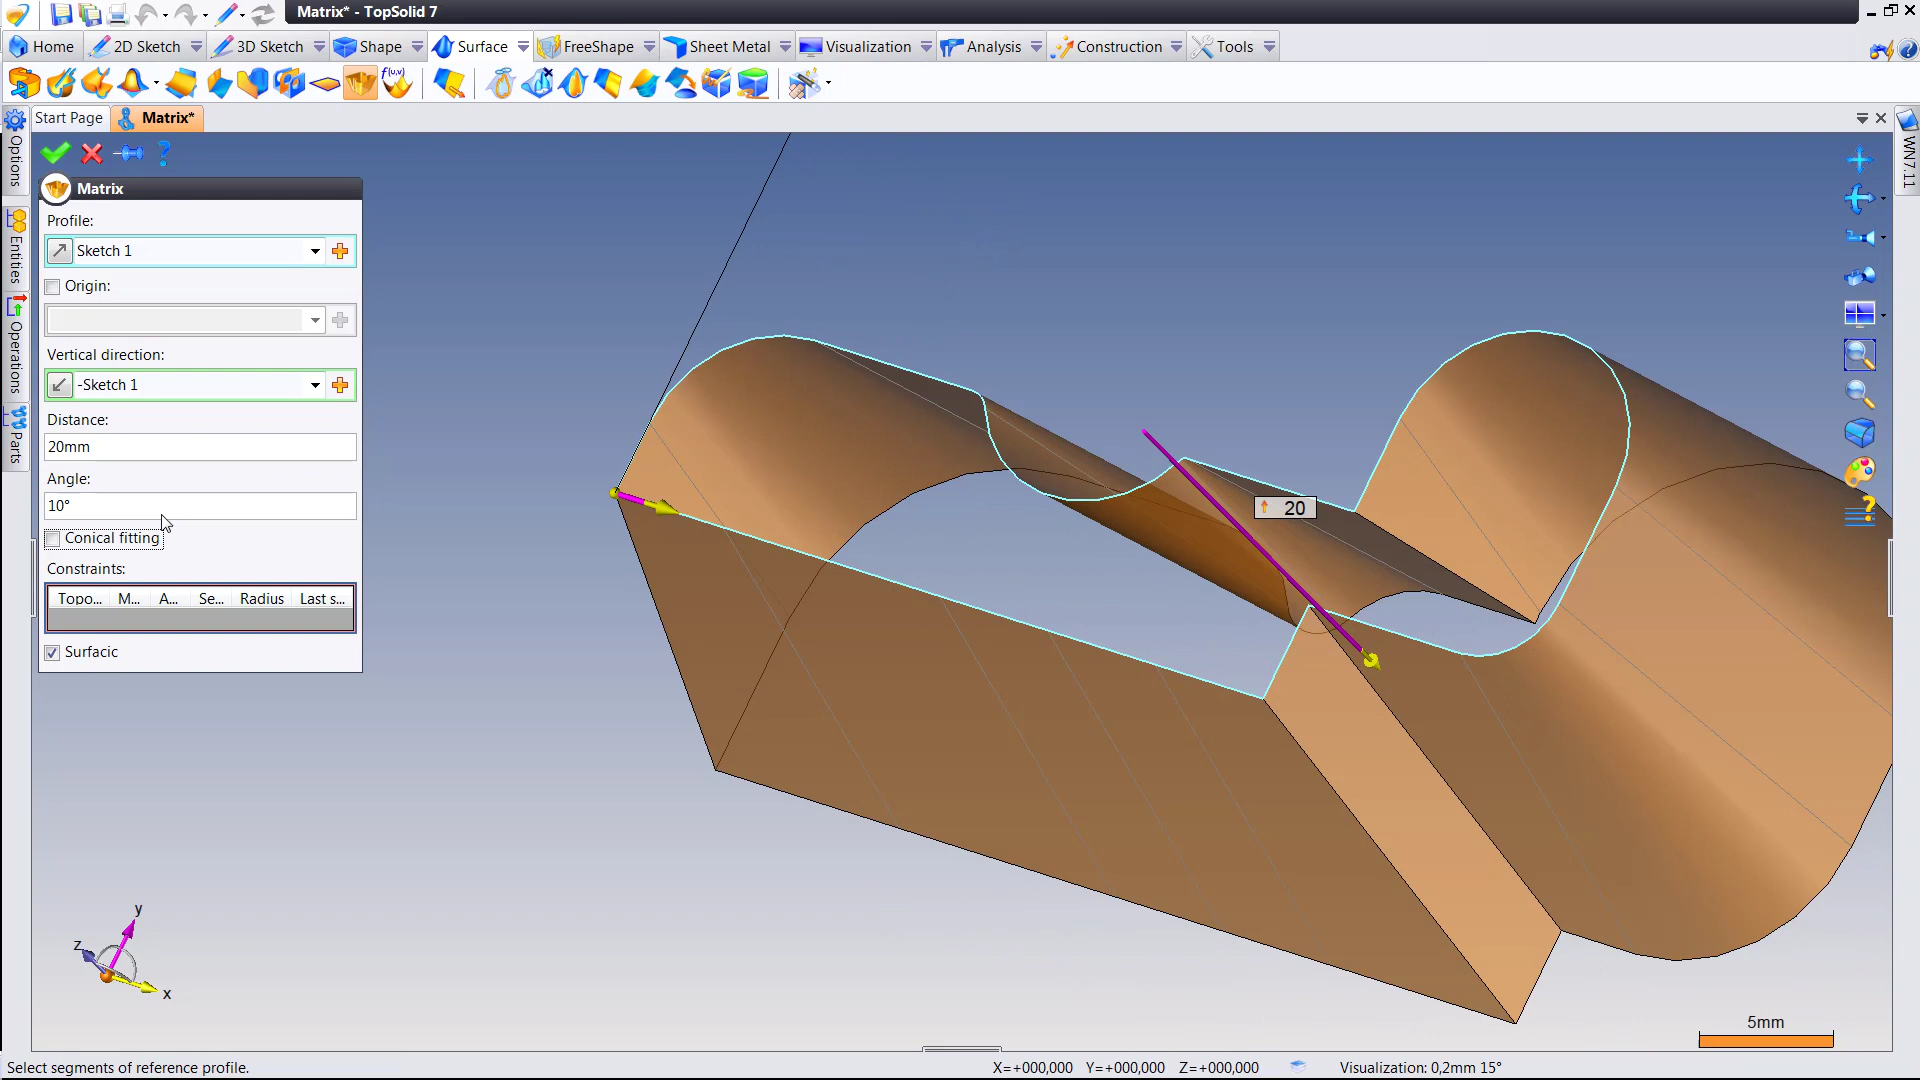 Matrix* - TopSolid 7
Home
2D Sketch
3D Sketch
Shape
Surface
FreeShape
Sheet Metal
Visualization
Analysis
Construction
Tools
f(u,v)
Start Page
Matrix*
Options
Entities
Operations
Parts
WN7.11
Matrix
Profile:
Sketch 1
Origin:
Vertical direction:
-Sketch 1
Distance:
20mm
Angle:
10°
Conical fitting
Constraints:
Topo... M... A... Se... Radius Last s...
Surfacic
20
y
z
x
5mm
Select segments of reference profile.
X=+000,000 Y=+000,000 Z=+000,000
Visualization: 0,2mm 15°